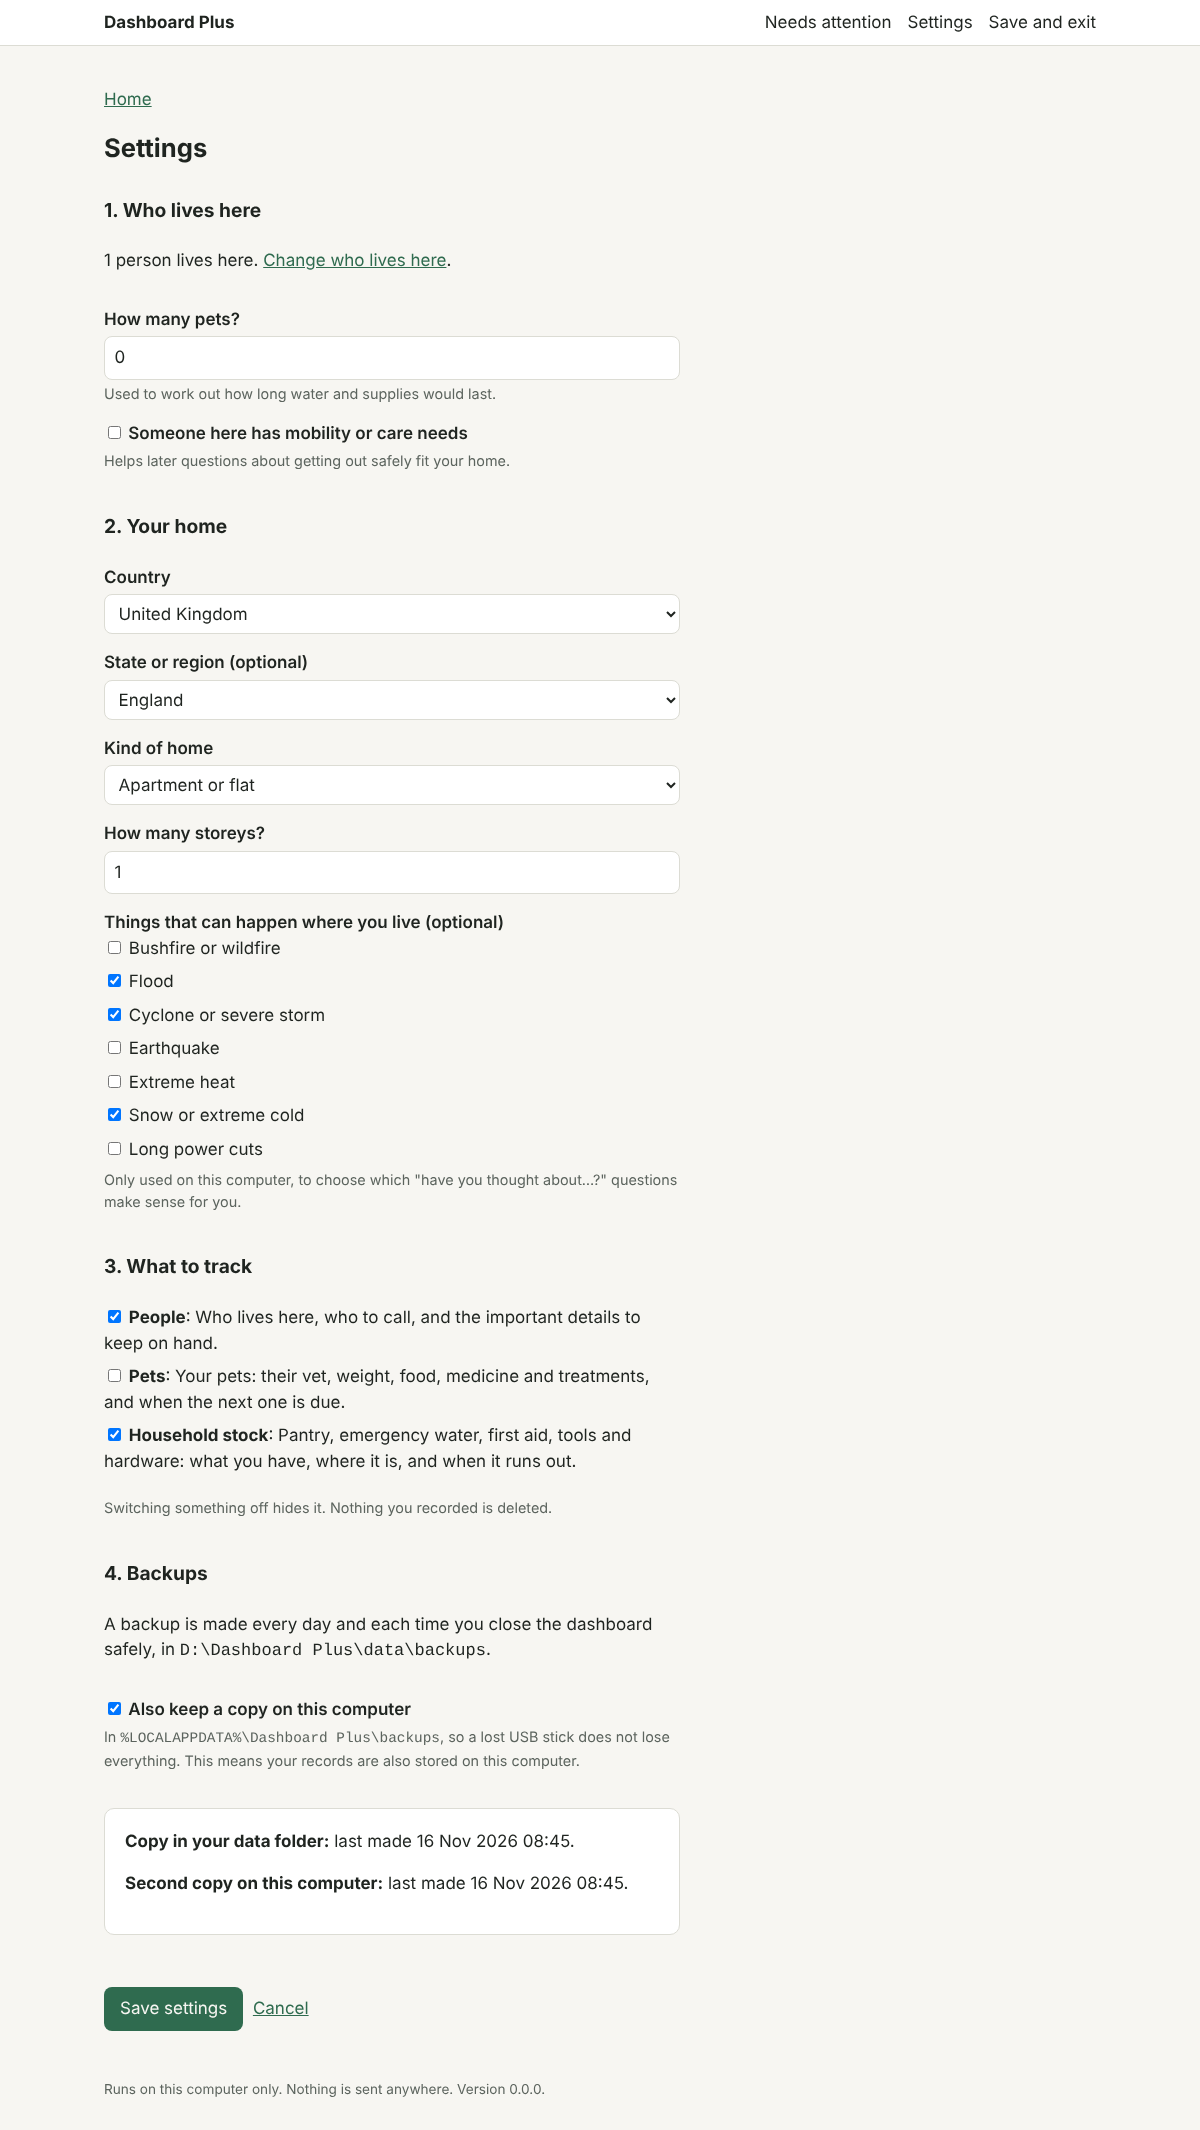 Dashboard Plus
Needs attention Settings Save and exit
Home
Settings
1. Who lives here
1 person lives here. Change who lives here.
How many pets?
0
Used to work out how long water and supplies would last.
Someone here has mobility or care needs
Helps later questions about getting out safely fit your home.
2. Your home
Country
United Kingdom
State or region (optional)
England
Kind of home
Apartment or flat
How many storeys?
1
Things that can happen where you live (optional)
Bushfire or wildfire
Flood
Cyclone or severe storm
Earthquake
Extreme heat
Snow or extreme cold
Long power cuts
Only used on this computer, to choose which "have you thought about...?" questions
make sense for you.
3. What to track
People: Who lives here, who to call, and the important details to
keep on hand.
Pets: Your pets: their vet, weight, food, medicine and treatments,
and when the next one is due.
Household stock: Pantry, emergency water, first aid, tools and
hardware: what you have, where it is, and when it runs out.
Switching something off hides it. Nothing you recorded is deleted.
4. Backups
A backup is made every day and each time you close the dashboard
safely, in D:\Dashboard Plus\data\backups.
Also keep a copy on this computer
In %LOCALAPPDATA%\Dashboard Plus\backups, so a lost USB stick does not lose
everything. This means your records are also stored on this computer.
Copy in your data folder: last made 16 Nov 2026 08:45.
Second copy on this computer: last made 16 Nov 2026 08:45.
Save settings Cancel
Runs on this computer only. Nothing is sent anywhere. Version 0.0.0.